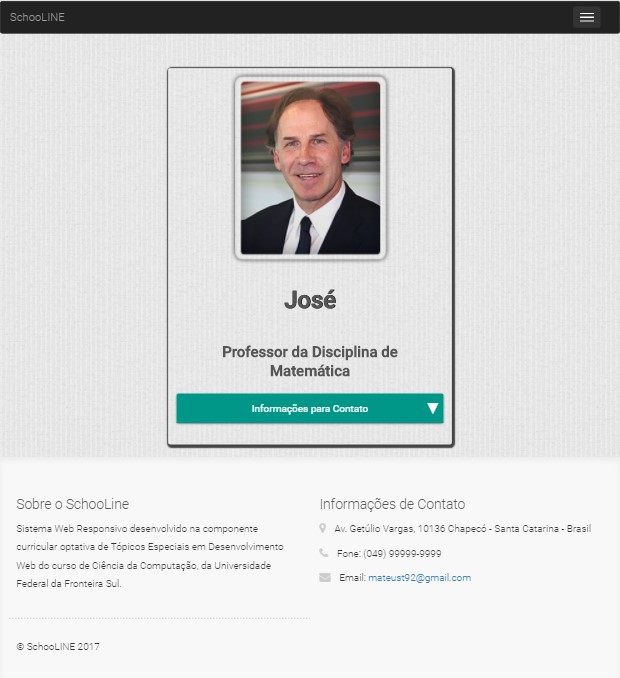 SchooLINE
José
Professor da Disciplina de
Matemática
Informações para Contato
Sobre o SchooLine
Sistema Web Responsivo desenvolvido na componente
curricular optativa de Tópicos Especiais em Desenvolvimento
Web do curso de Ciência da Computação, da Universidade
Federal da Fronteira Sul.
Informações de Contato
Av. Getúlio Vargas, 10136 Chapecó - Santa Catarina - Brasil
Fone: (049) 99999-9999
Email: mateust92@gmail.com
© SchooLINE 2017